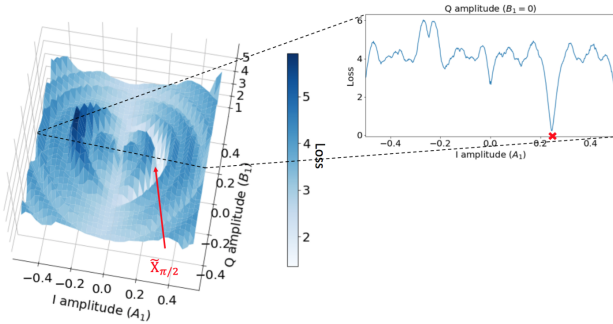 Q amplitude (B₁ = 0)
6
4
2
0
Loss
-0.4 -0.2 0.0 0.2 0.4
I amplitude (A₁)
5
4
3
2
1
0.4
0.2
0.0
−0.2
−0.4
Q amplitude (B₁)
−0.4 −0.2 0.0 0.2 0.4
I amplitude (A₁)
5
4
3
2
Loss
X̃π/2